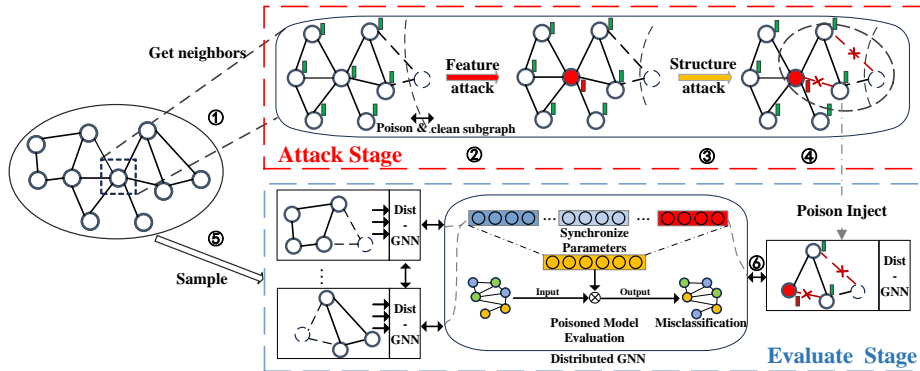 Get neighbors
①
Feature
attack
Structure
attack
Poison & clean subgraph
Attack Stage
②
③
④
⑤
Sample
Dist
-
GNN
⋮
Dist
-
GNN
...
...
Synchronize
Parameters
Input
Output
Poisoned Model
Evaluation
Misclassification
Distributed GNN
⑥
Poison Inject
Dist
-
GNN
Evaluate Stage